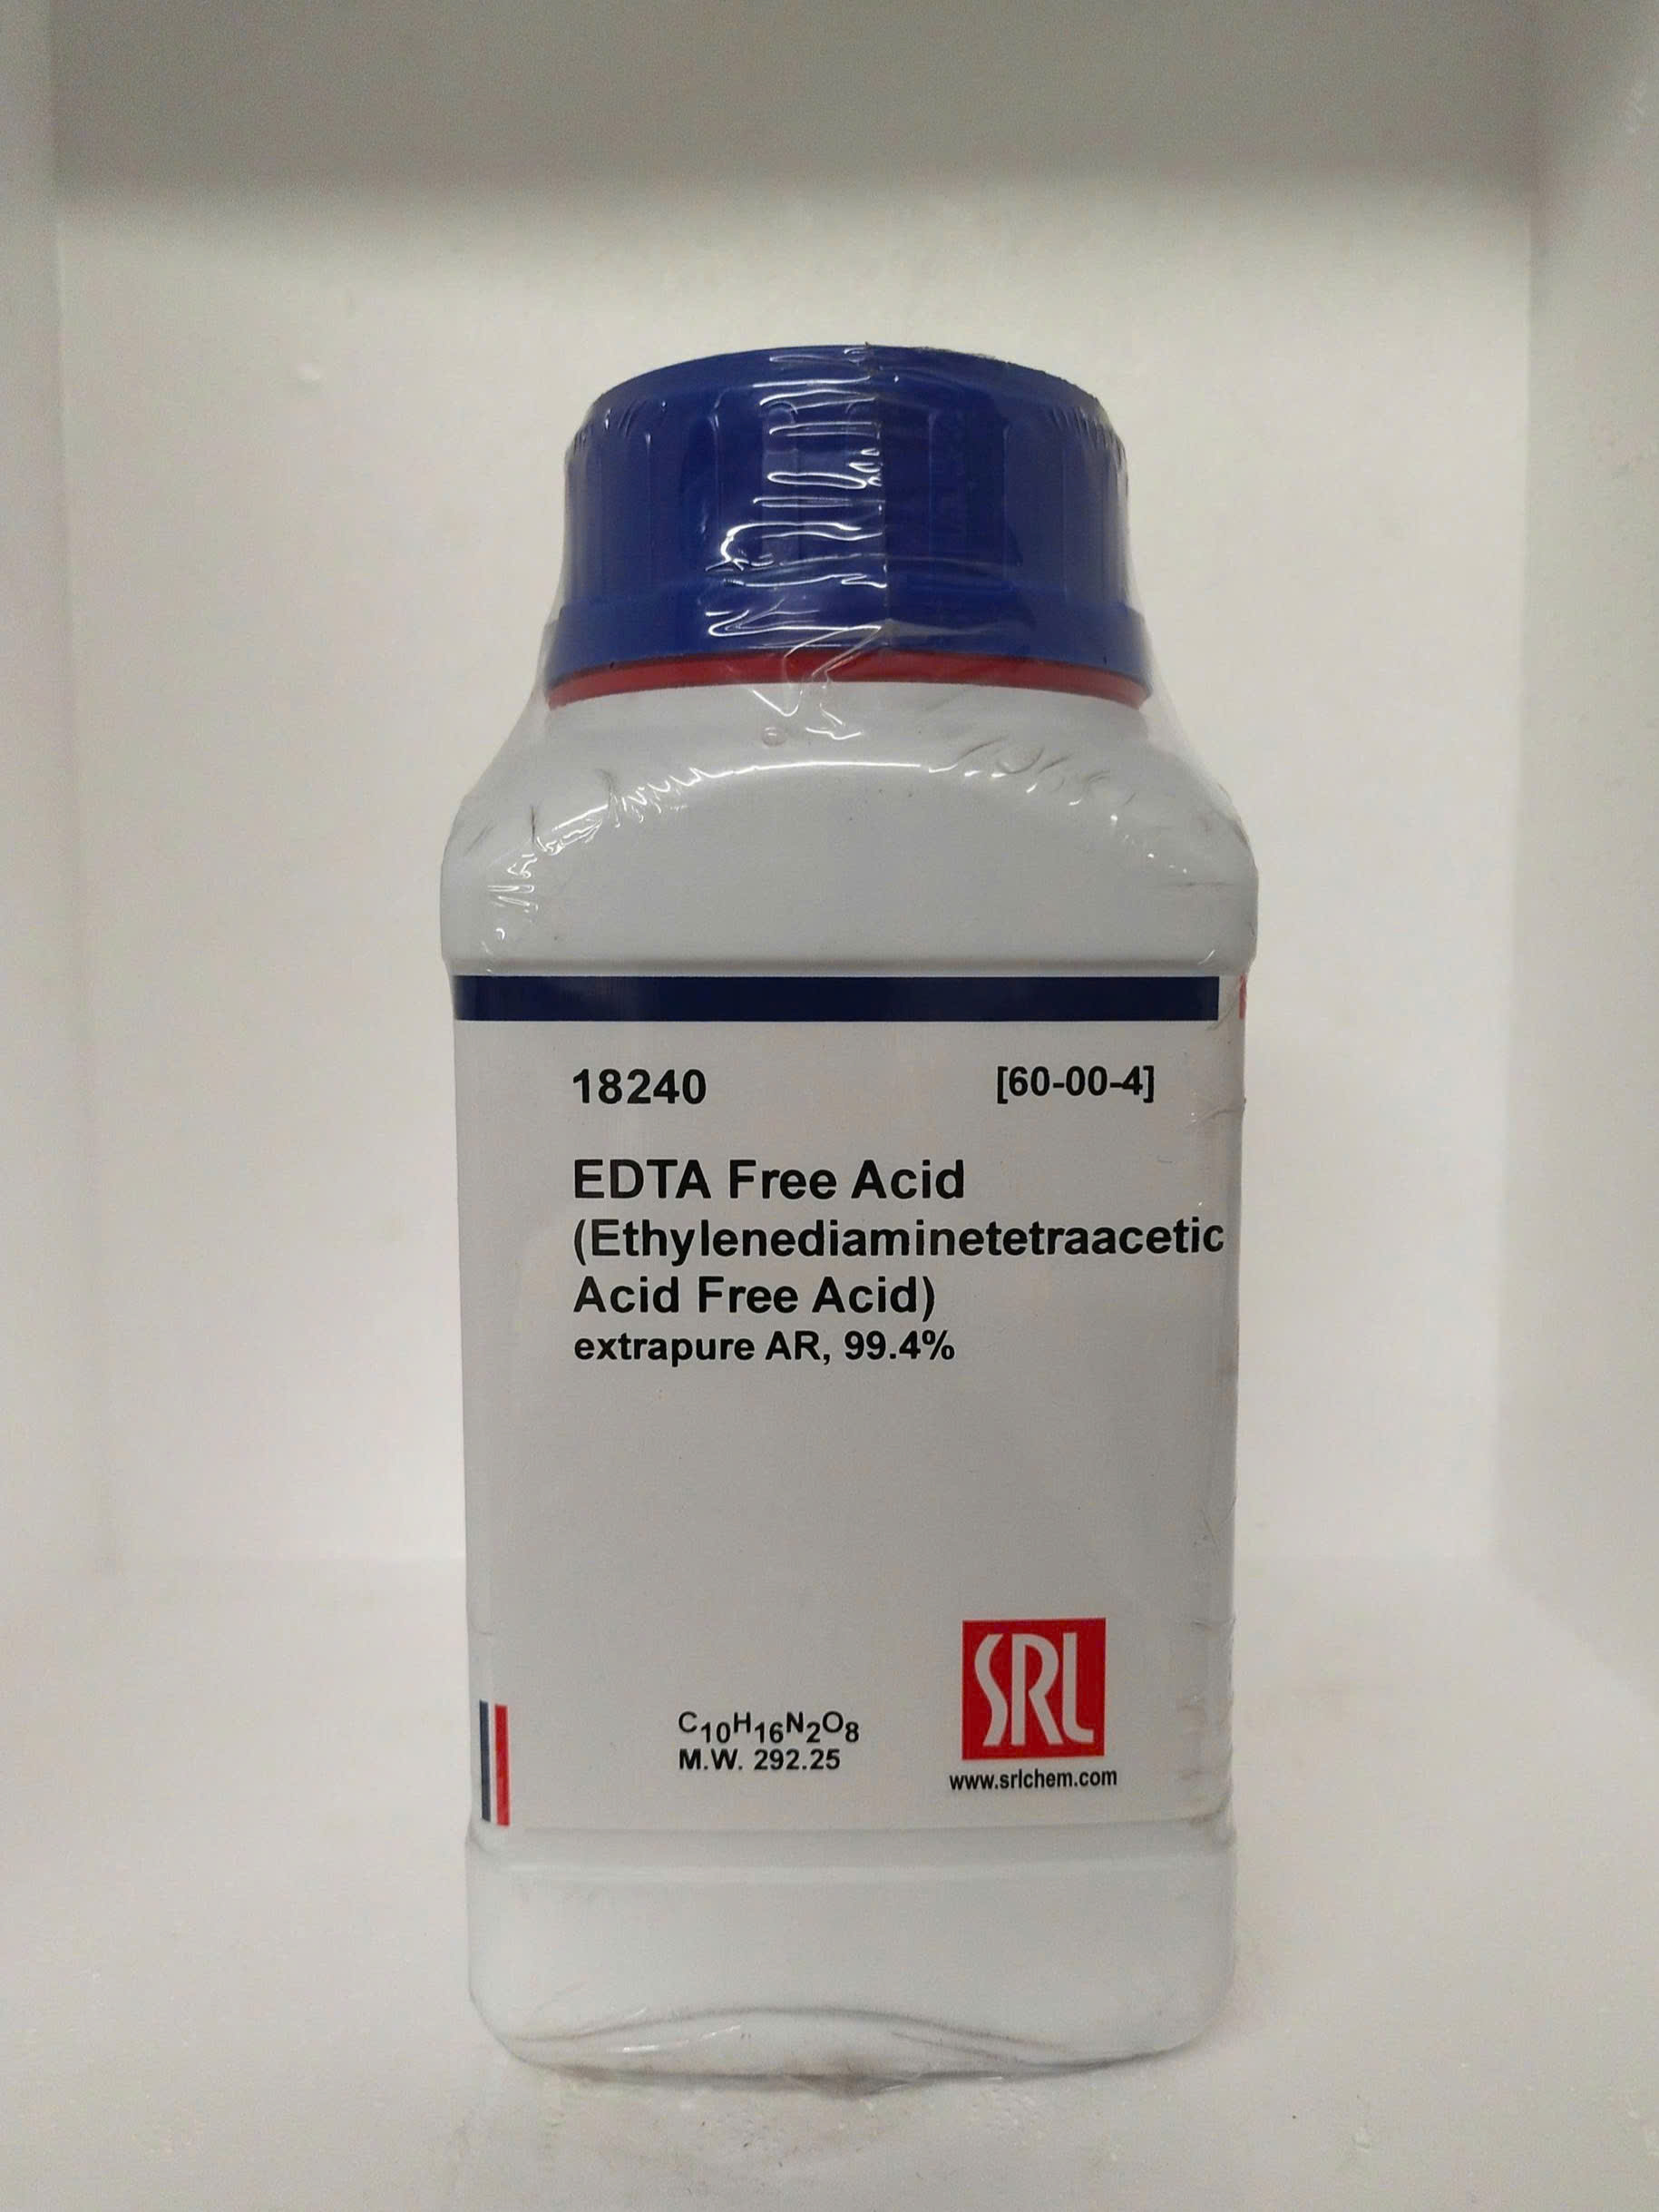 18240 [60-00-4]
EDTA Free Acid
(Ethylenediaminetetraacetic
Acid Free Acid)
extrapure AR, 99.4%
SRL
C10H16N2O8
M.W. 292.25
www.srlchem.com